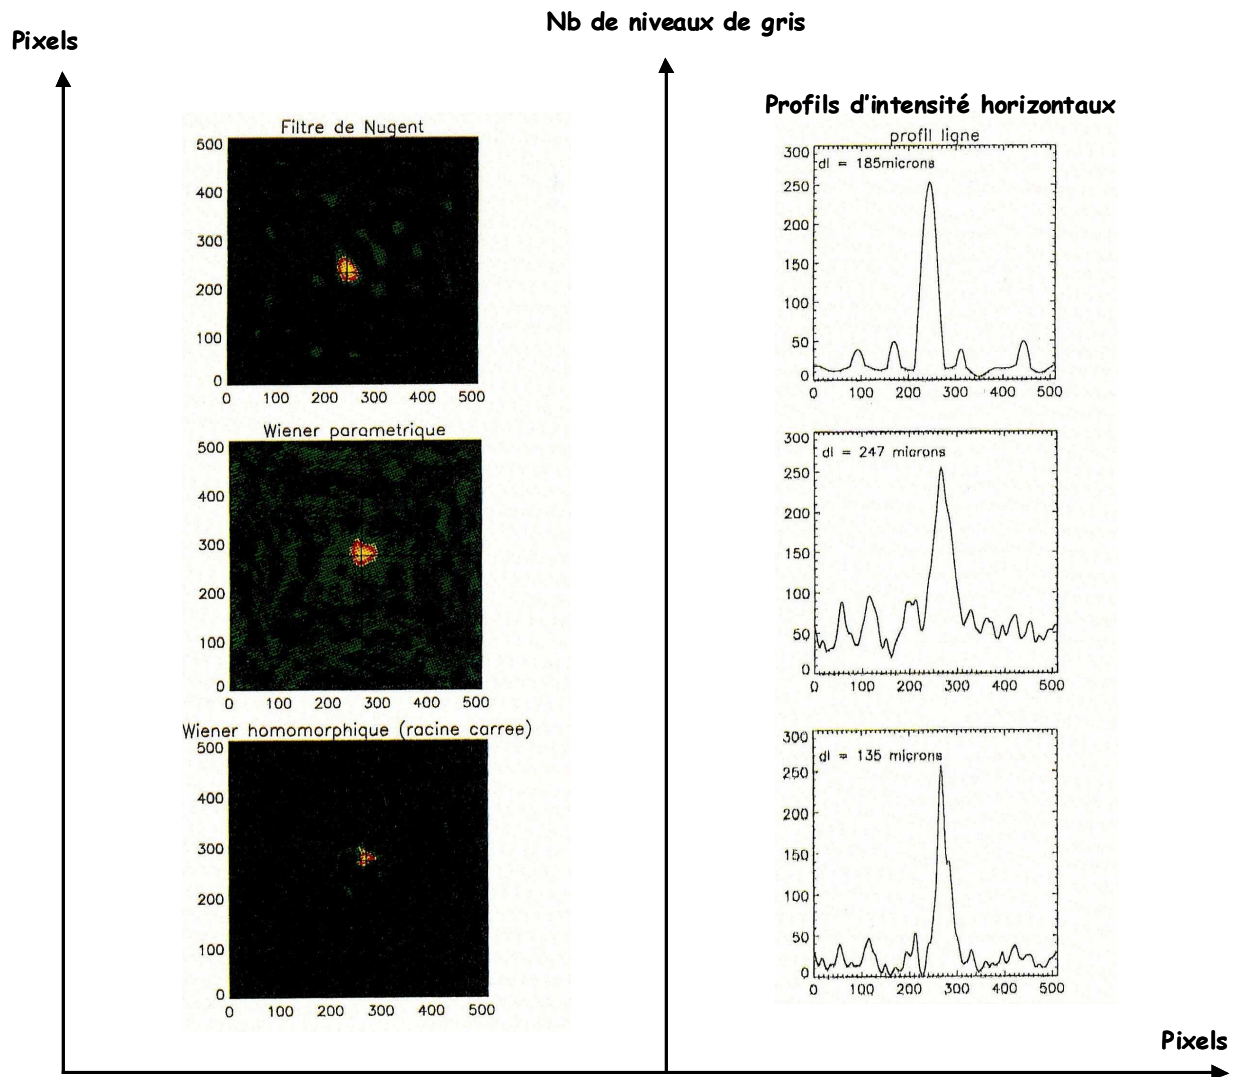 Nb de niveaux de gris
Pixels
Profils d'intensité horizontaux
Filtre de Nugent
500
400
300
200
100
0
0 100 200 300 400 500
profil ligne
dl = 185microns
300
250
200
150
100
50
0
0 100 200 300 400 500
Wiener parametrique
500
400
300
200
100
0
0 100 200 300 400 500
dl = 247 microns
300
250
200
150
100
50
0
0 100 200 300 400 500
Wiener homomorphique (racine carree)
500
400
300
200
100
0
0 100 200 300 400 500
dl = 135 microns
300
250
200
150
100
50
0
0 100 200 300 400 500
Pixels